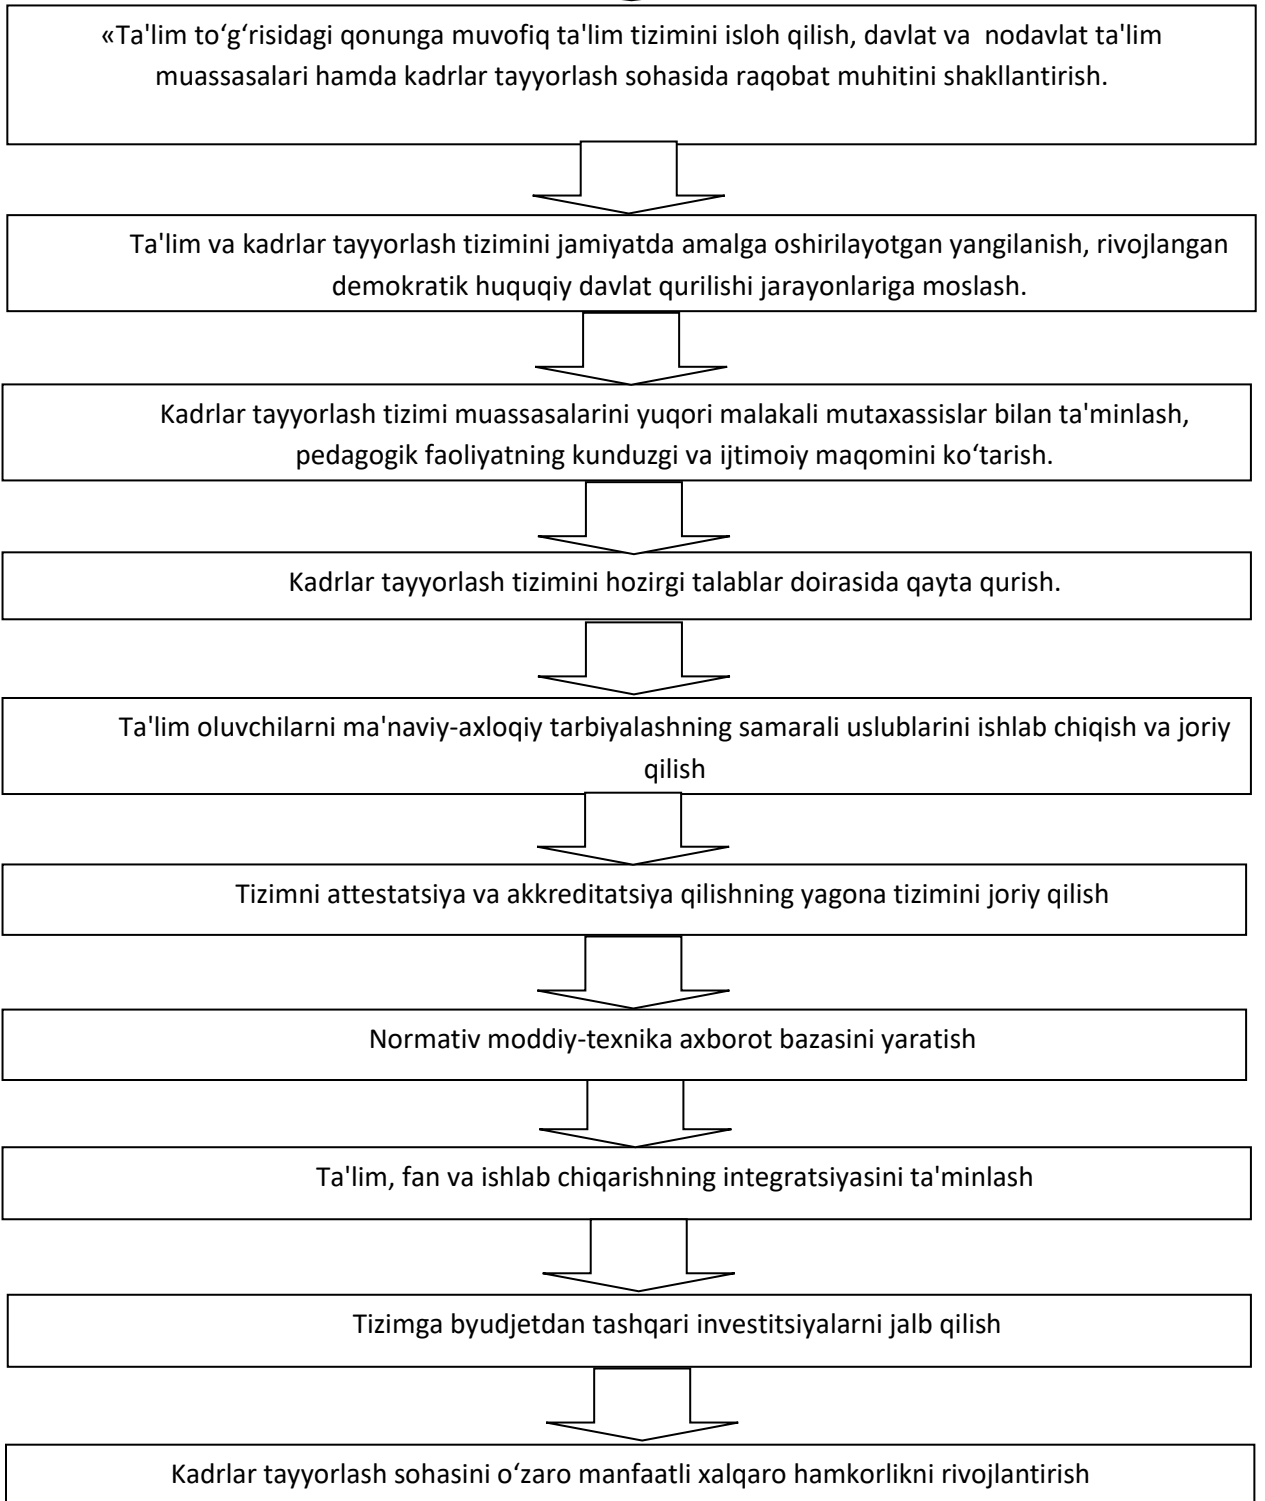 «Ta'lim to‘g‘risidagi qonunga muvofiq ta'lim tizimini isloh qilish, davlat va nodavlat ta'lim
muassasalari hamda kadrlar tayyorlash sohasida raqobat muhitini shakllantirish.
Ta'lim va kadrlar tayyorlash tizimini jamiyatda amalga oshirilayotgan yangilanish, rivojlangan
demokratik huquqiy davlat qurilishi jarayonlariga moslash.
Kadrlar tayyorlash tizimi muassasalarini yuqori malakali mutaxassislar bilan ta'minlash,
pedagogik faoliyatning kunduzgi va ijtimoiy maqomini ko‘tarish.
Kadrlar tayyorlash tizimini hozirgi talablar doirasida qayta qurish.
Ta'lim oluvchilarni ma'naviy-axloqiy tarbiyalashning samarali uslublarini ishlab chiqish va joriy
qilish
Tizimni attestatsiya va akkreditatsiya qilishning yagona tizimini joriy qilish
Normativ moddiy-texnika axborot bazasini yaratish
Ta'lim, fan va ishlab chiqarishning integratsiyasini ta'minlash
Tizimga byudjetdan tashqari investitsiyalarni jalb qilish
Kadrlar tayyorlash sohasini o‘zaro manfaatli xalqaro hamkorlikni rivojlantirish